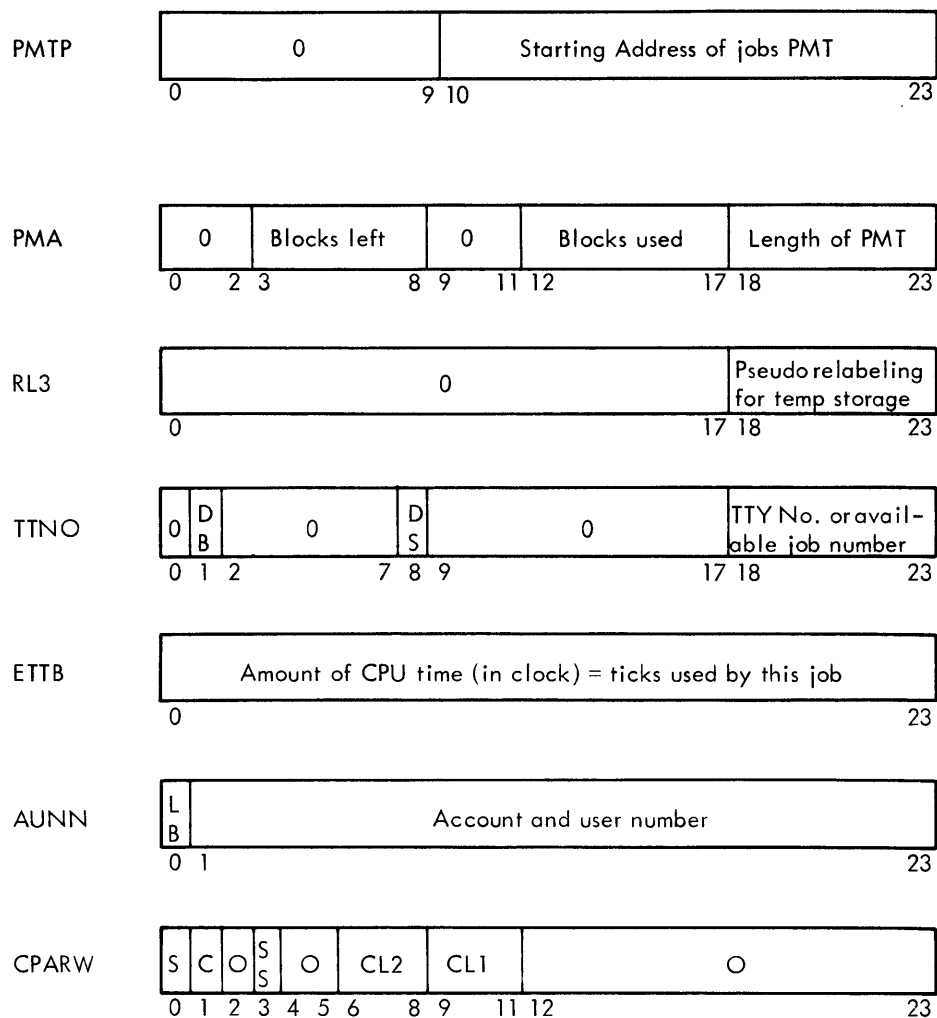 PMTP 0 Starting Address of jobs PMT
0 9 10 23
PMA 0 Blocks left 0 Blocks used Length of PMT
0 2 3 8 9 11 12 17 18 23
RL3 0 Pseudo relabeling
for temp storage
0 17 18 23
TTNO 0 D B 0 D S 0 TTY No. or avail-
able job number
0 1 2 7 8 9 17 18 23
ETTB Amount of CPU time (in clock) = ticks used by this job
0 23
AUNN L B Account and user number
0 1 23
CPARW S C O S S O CL2 CL1 O
0 1 2 3 4 5 6 8 9 11 12 23